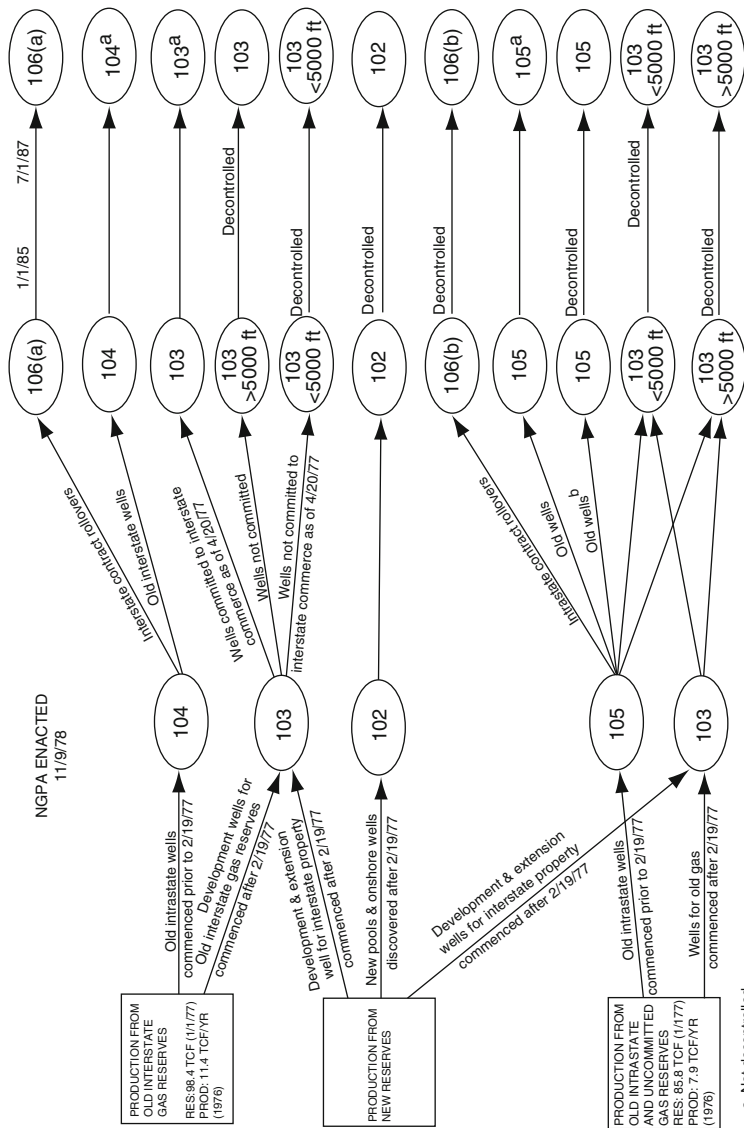 NGPA ENACTED
11/9/78
1/1/85
7/1/87
PRODUCTION FROM
OLD INTERSTATE
GAS RESERVES
RES:98.4 TCF (1/1/77)
PROD: 11.4 TCF/YR
(1976)
PRODUCTION FROM
NEW RESERVES
PRODUCTION FROM
OLD INTRASTATE
AND UNCOMMITTED
GAS RESERVES
RES: 85.8 TCF (1/177)
PROD: 7.9 TCF/YR
(1976)
Old intrastate wells
commenced prior to 2/19/77
Development wells for
Old interstate gas reserves
commenced after 2/19/77
Development & extension
well for interstate property
commenced after 2/19/77
New pools & onshore wells
discovered after 2/19/77
Development & extension
wells for interstate property
commenced after 2/19/77
Old intrastate wells
commenced prior to 2/19/77
Wells for old gas
commenced after 2/19/77
104
103
102
105
103
Interstate contract rollovers
Old interstate wells
Wells committed to interstate
commerce as of 4/20/77
Wells not committed
Wells not committed to
interstate commerce as of 4/20/77
Intrastate contract rollovers
Old wells
Old wells b
106(a)
104
103
103
>5000 ft
103
<5000 ft
102
106(b)
105
105
103
<5000 ft
103
>5000 ft
Decontrolled
Decontrolled
Decontrolled
Decontrolled
Decontrolled
Decontrolled
Decontrolled
106(a)
104a
103a
103
103
<5000 ft
102
106(b)
105a
105
103
<5000 ft
103
>5000 ft